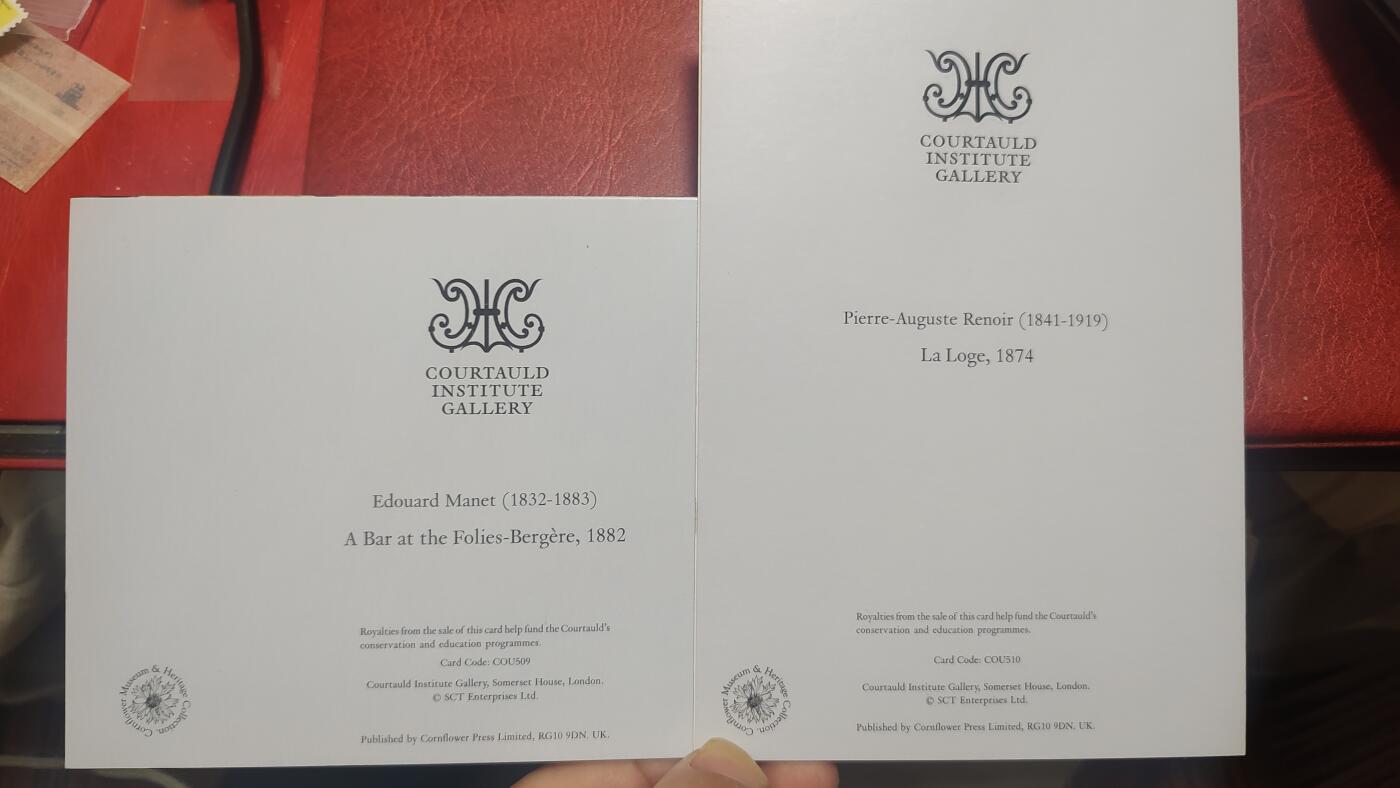 COURTAULD
INSTITUTE
GALLERY
Edouard Manet (1832-1883)
A Bar at the Folies-Bergère, 1882
Royalties from the sale of this card help fund the Courtauld's
conservation and education programmes.
Card Code: COU509
Courtauld Institute Gallery, Somerset House, London.
© SCT Enterprises Ltd.
Published by Cornflower Press Limited, RG10 9DN. UK.
Cornflower Museum & Heritage Collection.
COURTAULD
INSTITUTE
GALLERY
Pierre-Auguste Renoir (1841-1919)
La Loge, 1874
Royalties from the sale of this card help fund the Courtauld's
conservation and education programmes.
Card Code: COU510
Courtauld Institute Gallery, Somerset House, London.
© SCT Enterprises Ltd.
Published by Cornflower Press Limited, RG10 9DN. UK.
Cornflower Museum & Heritage Collection.